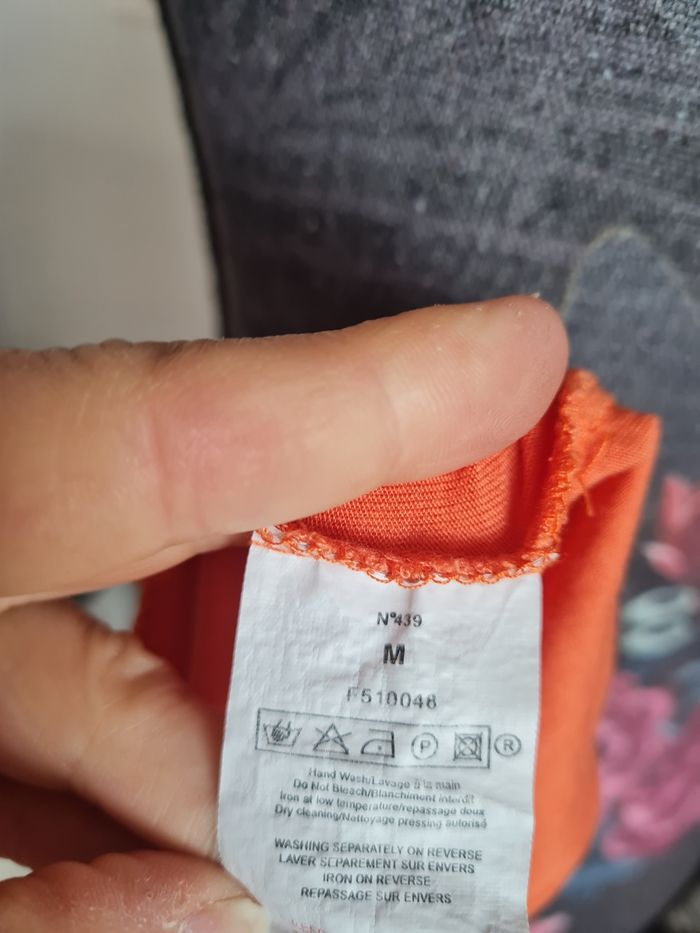 N°439
M
F510048
P ®
Hand Wash/Lavage à la main
Do Not Bleach/Blanchiment interdit
Iron at low temperature/repassage doux
Dry cleaning/Nettoyage pressing autorisé
WASHING SEPARATELY ON REVERSE
LAVER SEPAREMENT SUR ENVERS
IRON ON REVERSE
REPASSAGE SUR ENVERS